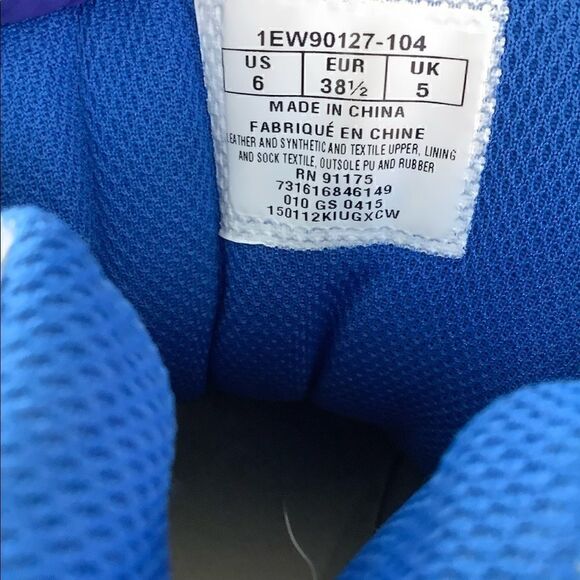 1EW90127-104
US EUR UK
6 38½ 5
MADE IN CHINA
FABRIQUÉ EN CHINE
LEATHER AND SYNTHETIC AND TEXTILE UPPER, LINING
AND SOCK TEXTILE, OUTSOLE PU AND RUBBER
RN 91175
731616846149
010 GS 0415
150112KIUGXCW